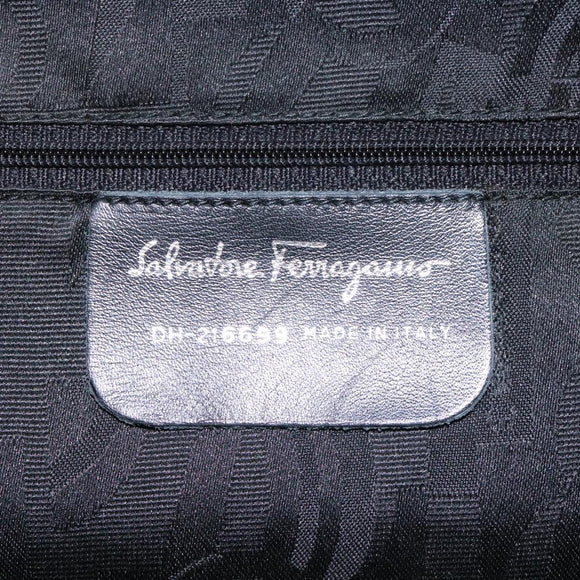 Salvatore Ferragamo
DH-216699 MADE IN ITALY